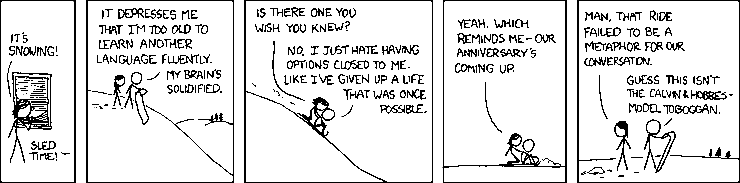 IT'S
SNOWING!
SLED
TIME!
IT DEPRESSES ME
THAT I'M TOO OLD TO
LEARN ANOTHER
LANGUAGE FLUENTLY.
MY BRAIN'S
SOLIDIFIED.
IS THERE ONE YOU
WISH YOU KNEW?
NO, I JUST HATE HAVING
OPTIONS CLOSED TO ME.
LIKE I'VE GIVEN UP A LIFE
THAT WAS ONCE
POSSIBLE.
YEAH. WHICH
REMINDS ME—OUR
ANNIVERSARY'S
COMING UP.
MAN, THAT RIDE
FAILED TO BE A
METAPHOR FOR OUR
CONVERSATION.
GUESS THIS ISN'T
THE CALVIN & HOBBES-
MODEL TOBOGGAN.